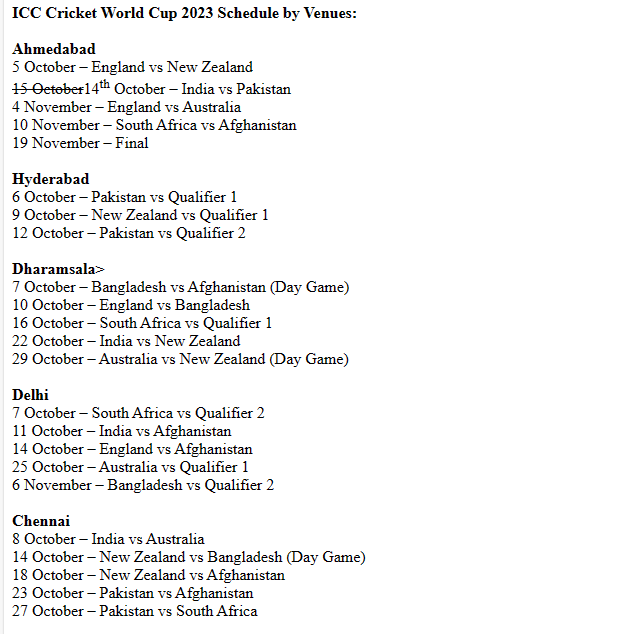 ICC Cricket World Cup 2023 Schedule by Venues:
Ahmedabad
5 October – England vs New Zealand
15 October14th October – India vs Pakistan
4 November – England vs Australia
10 November – South Africa vs Afghanistan
19 November – Final
Hyderabad
6 October – Pakistan vs Qualifier 1
9 October – New Zealand vs Qualifier 1
12 October – Pakistan vs Qualifier 2
Dharamsala>
7 October – Bangladesh vs Afghanistan (Day Game)
10 October – England vs Bangladesh
16 October – South Africa vs Qualifier 1
22 October – India vs New Zealand
29 October – Australia vs New Zealand (Day Game)
Delhi
7 October – South Africa vs Qualifier 2
11 October – India vs Afghanistan
14 October – England vs Afghanistan
25 October – Australia vs Qualifier 1
6 November – Bangladesh vs Qualifier 2
Chennai
8 October – India vs Australia
14 October – New Zealand vs Bangladesh (Day Game)
18 October – New Zealand vs Afghanistan
23 October – Pakistan vs Afghanistan
27 October – Pakistan vs South Africa